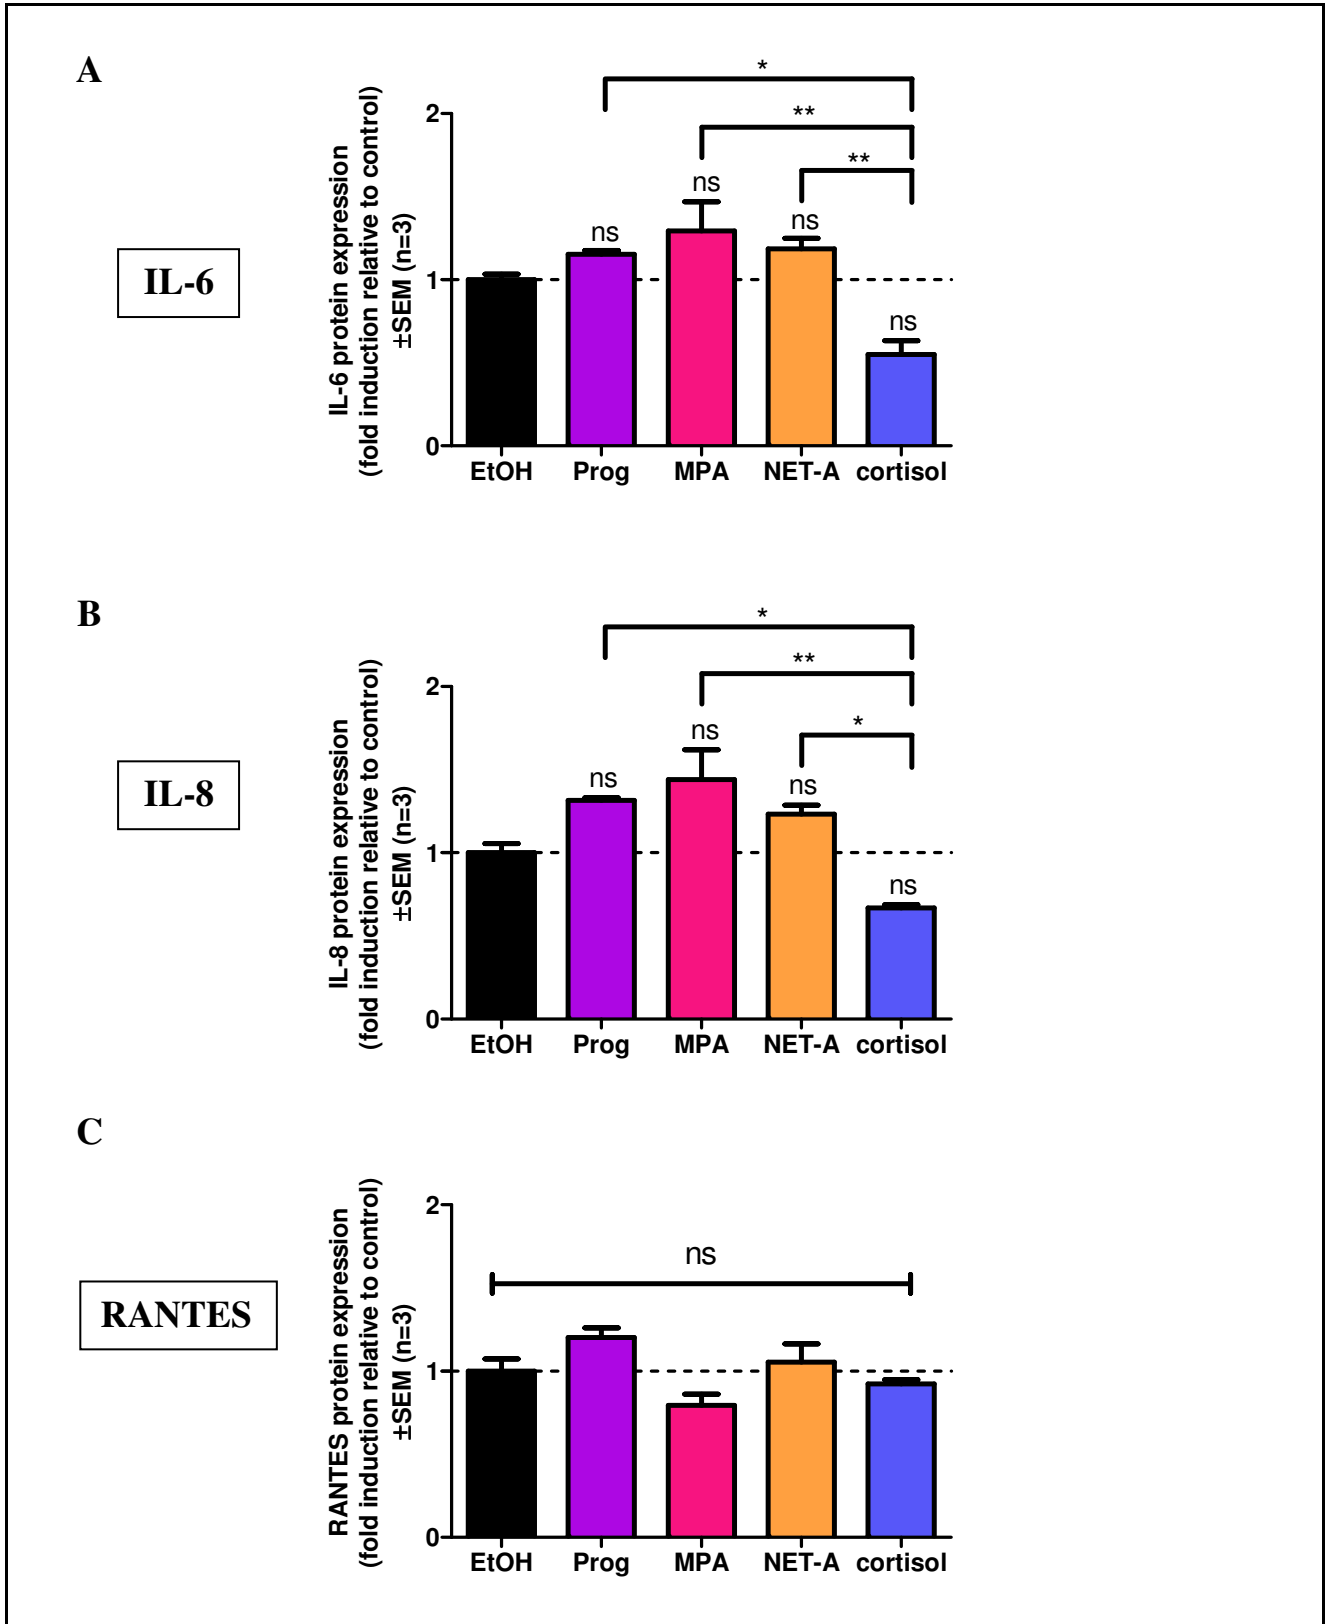 A
IL-6
IL-6 protein expression
(fold induction relative to control)
±SEM (n=3)
2
1
0
*
**
**
ns
ns
ns
ns
EtOH Prog MPA NET-A cortisol
B
IL-8
IL-8 protein expression
(fold induction relative to control)
±SEM (n=3)
2
1
0
*
**
*
ns
ns
ns
ns
EtOH Prog MPA NET-A cortisol
C
RANTES
RANTES protein expression
(fold induction relative to control)
±SEM (n=3)
2
1
0
ns
EtOH Prog MPA NET-A cortisol